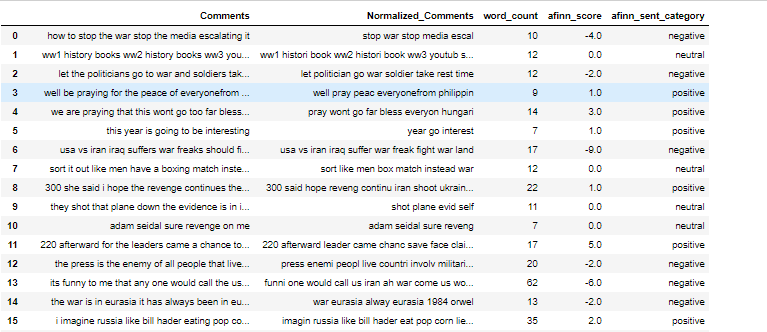 Comments Normalized_Comments word_count afinn_score afinn_sent_category
0 how to stop the war stop the media escalating it stop war stop media escal 10 -4.0 negative
1 ww1 history books ww2 history books ww3 you... ww1 histori book ww2 histori book ww3 youtub s... 12 0.0 neutral
2 let the politicians go to war and soldiers tak... let politician go war soldier take rest time 12 -2.0 negative
3 well be praying for the peace of everyonefrom ... well pray peac everyonefrom philippin 9 1.0 positive
4 we are praying that this wont go too far bless... pray wont go far bless everyon hungari 14 3.0 positive
5 this year is going to be interesting year go interest 7 1.0 positive
6 usa vs iran iraq suffers war freaks should fi... usa vs iran iraq suffer war freak fight war land 17 -9.0 negative
7 sort it out like men have a boxing match inste... sort like men box match instead war 12 0.0 neutral
8 300 she said i hope the revenge continues the... 300 said hope reveng continu iran shoot ukrain... 22 1.0 positive
9 they shot that plane down the evidence is in i... shot plane evid self 11 0.0 neutral
10 adam seidal sure revenge on me adam seidal sure reveng 7 0.0 neutral
11 220 afterward for the leaders came a chance to... 220 afterward leader came chanc save face clai... 17 5.0 positive
12 the press is the enemy of all people that live... press enemi peopl live countri involv militari... 20 -2.0 negative
13 its funny to me that any one would call the us... funni one would call us iran ah war come us wo... 62 -6.0 negative
14 the war is in eurasia it has always been in eu... war eurasia alway eurasia 1984 orwel 13 -2.0 negative
15 i imagine russia like bill hader eating pop co... imagin russia like bill hader eat pop corn lie... 35 2.0 positive